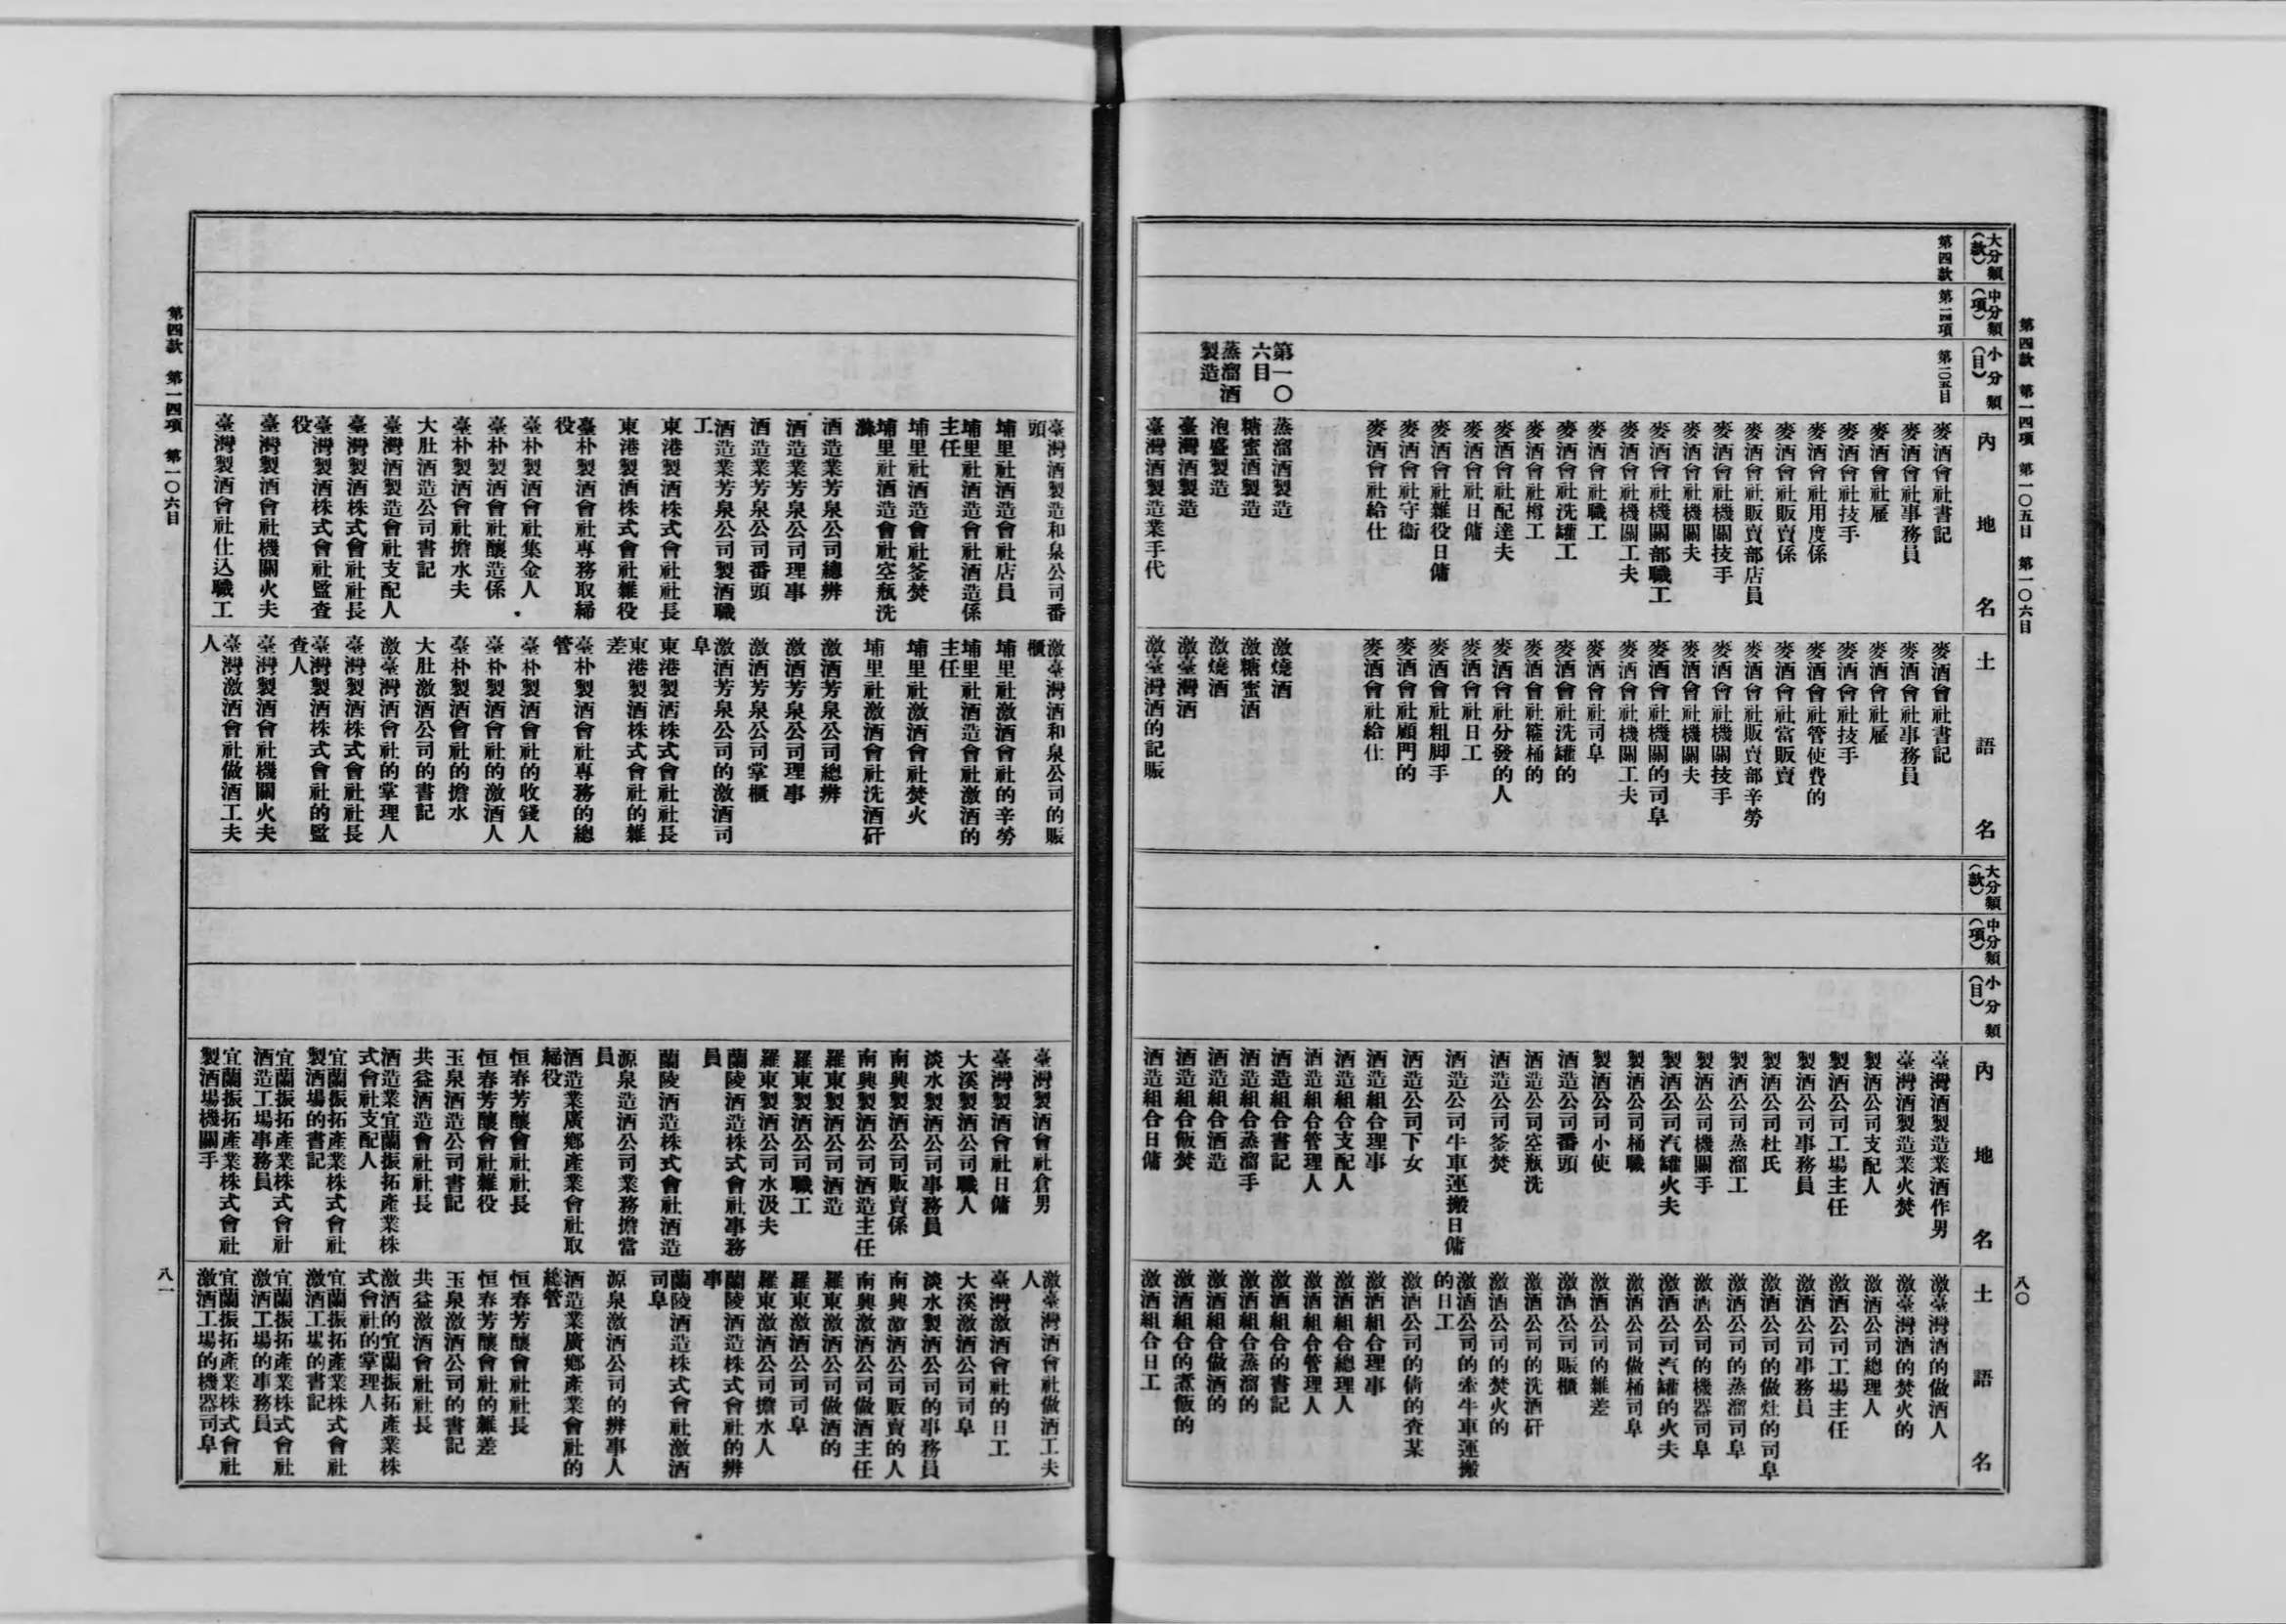 第四款 第一四項 第一〇五目 第一〇六目
八〇
大分類(款)
中分類(項)
小分類(目)
內地名
土語名
第四款
第一四項
第一〇五目
麥酒會社書記
麥酒會社事務員
麥酒會社雇
麥酒會社技手
麥酒會社用度係
麥酒會社販賣係
麥酒會社販賣部店員
麥酒會社機關技手
麥酒會社機關夫
麥酒會社機關部職工
麥酒會社機關工夫
麥酒會社職工
麥酒會社洗罐工
麥酒會社樽工
麥酒會社配達夫
麥酒會社日傭
麥酒會社雜役日傭
麥酒會社守衞
麥酒會社給仕
第一〇六目
蒸溜酒製造
蒸溜酒製造
糖蜜酒製造
泡盛製造
臺灣酒製造
臺灣酒製造業手代
麥酒會社書記
麥酒會社事務員
麥酒會社雇
麥酒會社技手
麥酒會社管使費的
麥酒會社當販賣
麥酒會社販賣部辛勞
麥酒會社機關技手
麥酒會社機關夫
麥酒會社機關的司阜
麥酒會社機關工夫
麥酒會社司阜
麥酒會社洗罐的
麥酒會社箍桶的
麥酒會社分發的人
麥酒會社日工
麥酒會社粗脚手
麥酒會社顧門的
麥酒會社給仕
激燒酒
激糖蜜酒
激燒酒
激臺灣酒
激臺灣酒的記賬
大分類(款)
中分類(項)
小分類(目)
內地名
土語名
臺灣酒製造業酒作男
臺灣酒製造業火焚
製酒公司支配人
製酒公司工場主任
製酒公司事務員
製酒公司杜氏
製酒公司蒸溜工
製酒公司機關手
製酒公司汽罐火夫
製酒公司桶職
製酒公司小使
酒造公司番頭
酒造公司空瓶洗
酒造公司釜焚
酒造公司牛車運搬日傭
酒造公司下女
酒造組合理事
酒造組合支配人
酒造組合管理人
酒造組合書記
酒造組合蒸溜手
酒造組合酒造
酒造組合飯焚
酒造組合日傭
激臺灣酒的做酒人
激臺灣酒的焚火的
激酒公司總理人
激酒公司工場主任
激酒公司事務員
激酒公司的做灶的司阜
激酒公司的蒸溜司阜
激酒公司的機器司阜
激酒公司汽罐的火夫
激酒公司做桶司阜
激酒公司的雜差
激酒公司賬櫃
激酒公司的洗酒矸
激酒公司的焚火的
激酒公司的牽牛車運搬
的日工
激酒公司的倩的查某
激酒組合理事
激酒組合總理人
激酒組合管理人
激酒組合的書記
激酒組合蒸溜的
激酒組合做酒的
激酒組合的煮飯的
激酒組合日工
臺灣酒製造和泉公司番
頭
埔里社酒造會社店員
埔里社酒造會社酒造係
主任
埔里社酒造會社釜焚
埔里社酒造會社空瓶洗
滌
酒造業芳泉公司總辨
酒造業芳泉公司理事
酒造業芳泉公司番頭
酒造業芳泉公司製酒職
工
東港製酒株式會社社長
東港製酒株式會社雜役
臺朴製酒會社專務取締
役
臺朴製酒會社集金人
臺朴製酒會社釀造係
臺朴製酒會社擔水夫
大肚酒造公司書記
臺灣酒製造會社支配人
臺灣製酒株式會社社長
臺灣製酒株式會社監查
役
臺灣製酒會社機關火夫
臺灣製酒會社仕込職工
激臺灣酒和泉公司的賬
櫃
埔里社激酒會社的辛勞
埔里社酒造會社激酒的
主任
埔里社激酒會社焚火
埔里社激酒會社洗酒矸
激酒芳泉公司總辨
激酒芳泉公司理事
激酒芳泉公司掌櫃
激酒芳泉公司的激酒司
阜
東港製酒株式會社社長
東港製酒株式會社的雜
差
臺朴製酒會社專務的總
管
臺朴製酒會社的收錢人
臺朴製酒會社的激酒人
臺朴製酒會社的擔水
大肚激酒公司的書記
激臺灣酒會社的掌理人
臺灣製酒株式會社社長
臺灣製酒株式會社的監
查人
臺灣製酒會社機關火夫
臺灣激酒會社做酒工夫
人
臺灣製酒會社倉男
臺灣製酒會社日傭
大溪製酒公司職人
淡水製酒公司事務員
南興製酒公司販賣係
南興製酒公司酒造主任
羅東製酒公司酒造
羅東製酒公司職工
羅東製酒公司水汲夫
蘭陵酒造株式會社事務
員
蘭陵酒造株式會社酒造
源泉造酒公司業務擔當
員
酒造業廣鄉產業會社取
締役
恒春芳釀會社社長
恒春芳釀會社雜役
玉泉酒造公司書記
共益酒造會社社長
酒造業宜蘭振拓產業株
式會社支配人
宜蘭振拓產業株式會社
製酒場的書記
宜蘭振拓產業株式會社
酒造工場事務員
宜蘭振拓產業株式會社
製酒場機關手
激臺灣酒會社做酒工夫
人
臺灣激酒會社的日工
大溪激酒公司司阜
淡水製酒公司的事務員
南興激酒公司販賣的人
南興激酒公司做酒主任
羅東激酒公司做酒的
羅東激酒公司司阜
羅東激酒公司擔水人
蘭陵酒造株式會社的辨
事
蘭陵酒造株式會社激酒
司阜
源泉激酒公司的辨事人
酒造業廣鄉產業會社的
總管
恒春芳釀會社社長
恒春芳釀會社的雜差
玉泉激酒公司的書記
共益激酒會社社長
激酒的宜蘭振拓產業株
式會社的掌理人
宜蘭振拓產業株式會社
激酒工場的書記
宜蘭振拓產業株式會社
激酒工場的事務員
宜蘭振拓產業株式會社
激酒工場的機器司阜
第四款 第一四項 第一〇六目
八一